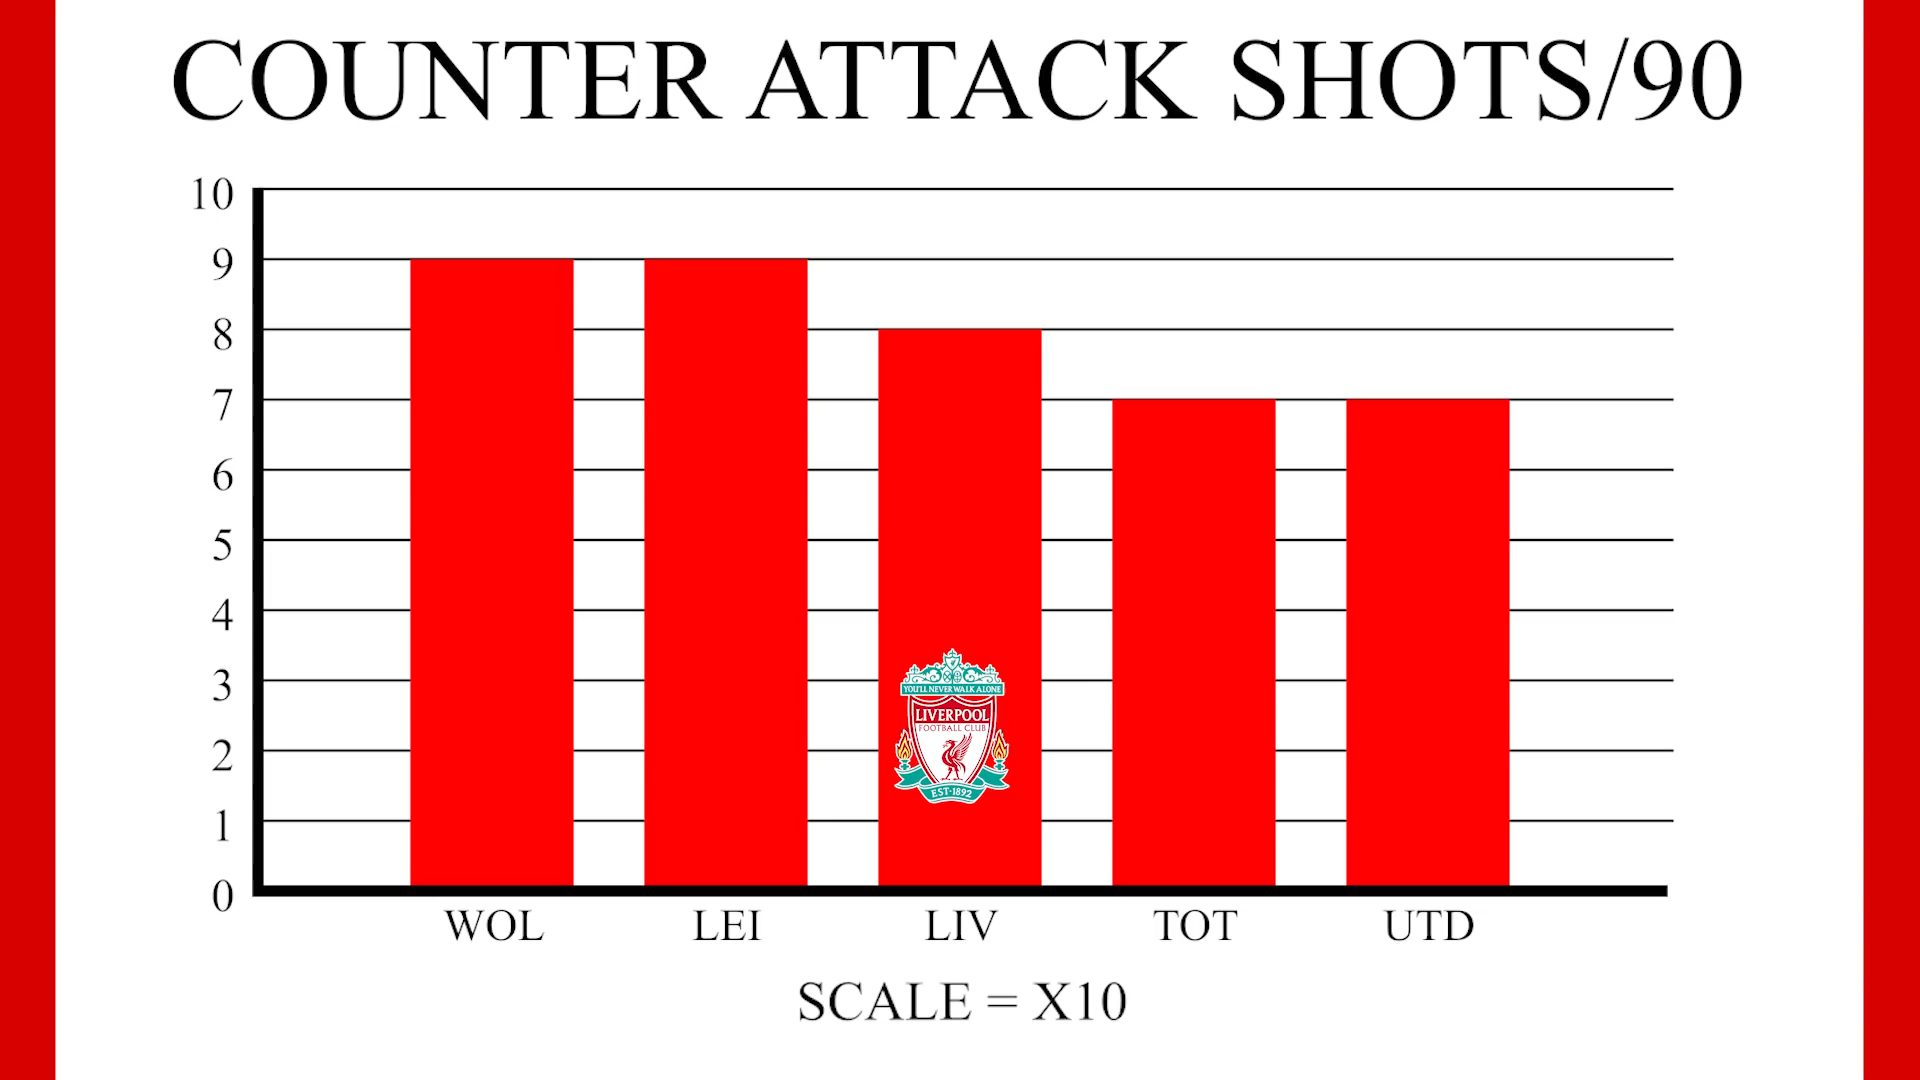 COUNTER ATTACK SHOTS/90
10
9
8
7
6
5
4
3
2
1
0
YOU'LL NEVER WALK ALONE
LIVERPOOL
FOOTBALL CLUB
EST·1892
WOL LEI LIV TOT UTD
SCALE = X10